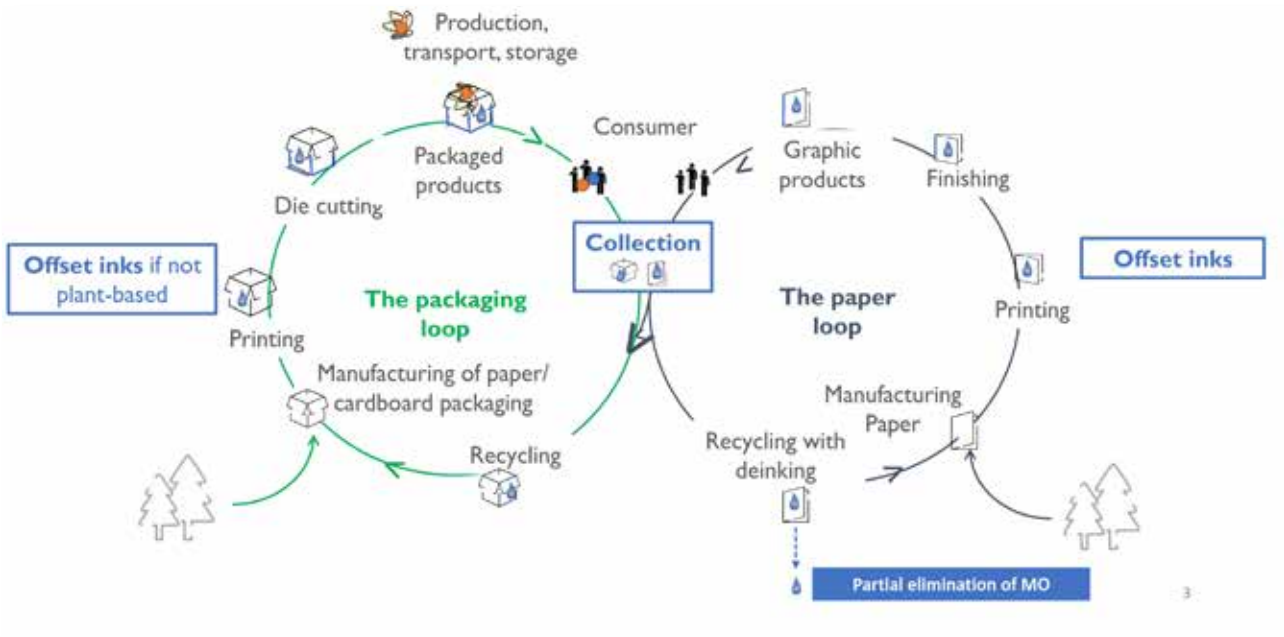 Production,
transport, storage
Packaged
products
Consumer
Graphic
products
Finishing
Die cutting
Collection
Offset inks if not
plant-based
Offset inks
The packaging
loop
The paper
loop
Printing
Printing
Manufacturing of paper/
cardboard packaging
Manufacturing
Paper
Recycling
Recycling with
deinking
Partial elimination of MO
3